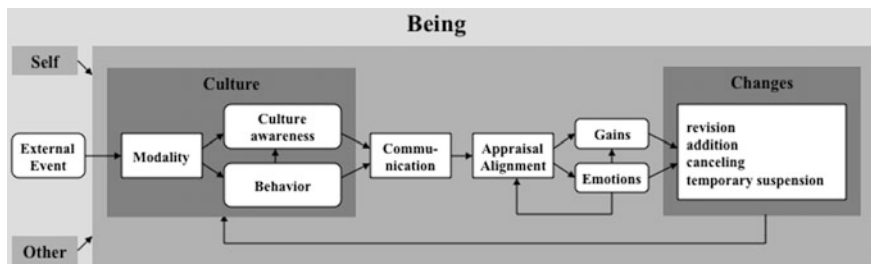 Being
Self
Culture
Changes
Culture
awareness
External
Event
Modality
Behavior
Commu-
nication
Appraisal
Alignment
Gains
Emotions
revision
addition
canceling
temporary suspension
Other